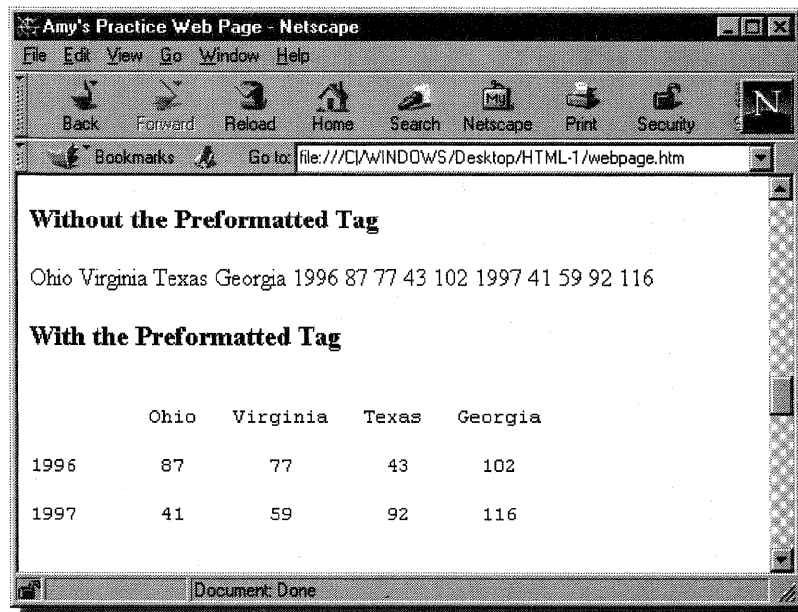 Amy's Practice Web Page - Netscape
File Edit View Go Window Help
Back Forward Reload Home Search Netscape Print Security
My N
Bookmarks Go to: file:///C|/WINDOWS/Desktop/HTML-1/webpage.htm
Without the Preformatted Tag
Ohio Virginia Texas Georgia 1996 87 77 43 102 1997 41 59 92 116
With the Preformatted Tag
Ohio Virginia Texas Georgia
1996 87 77 43 102
1997 41 59 92 116
Document: Done